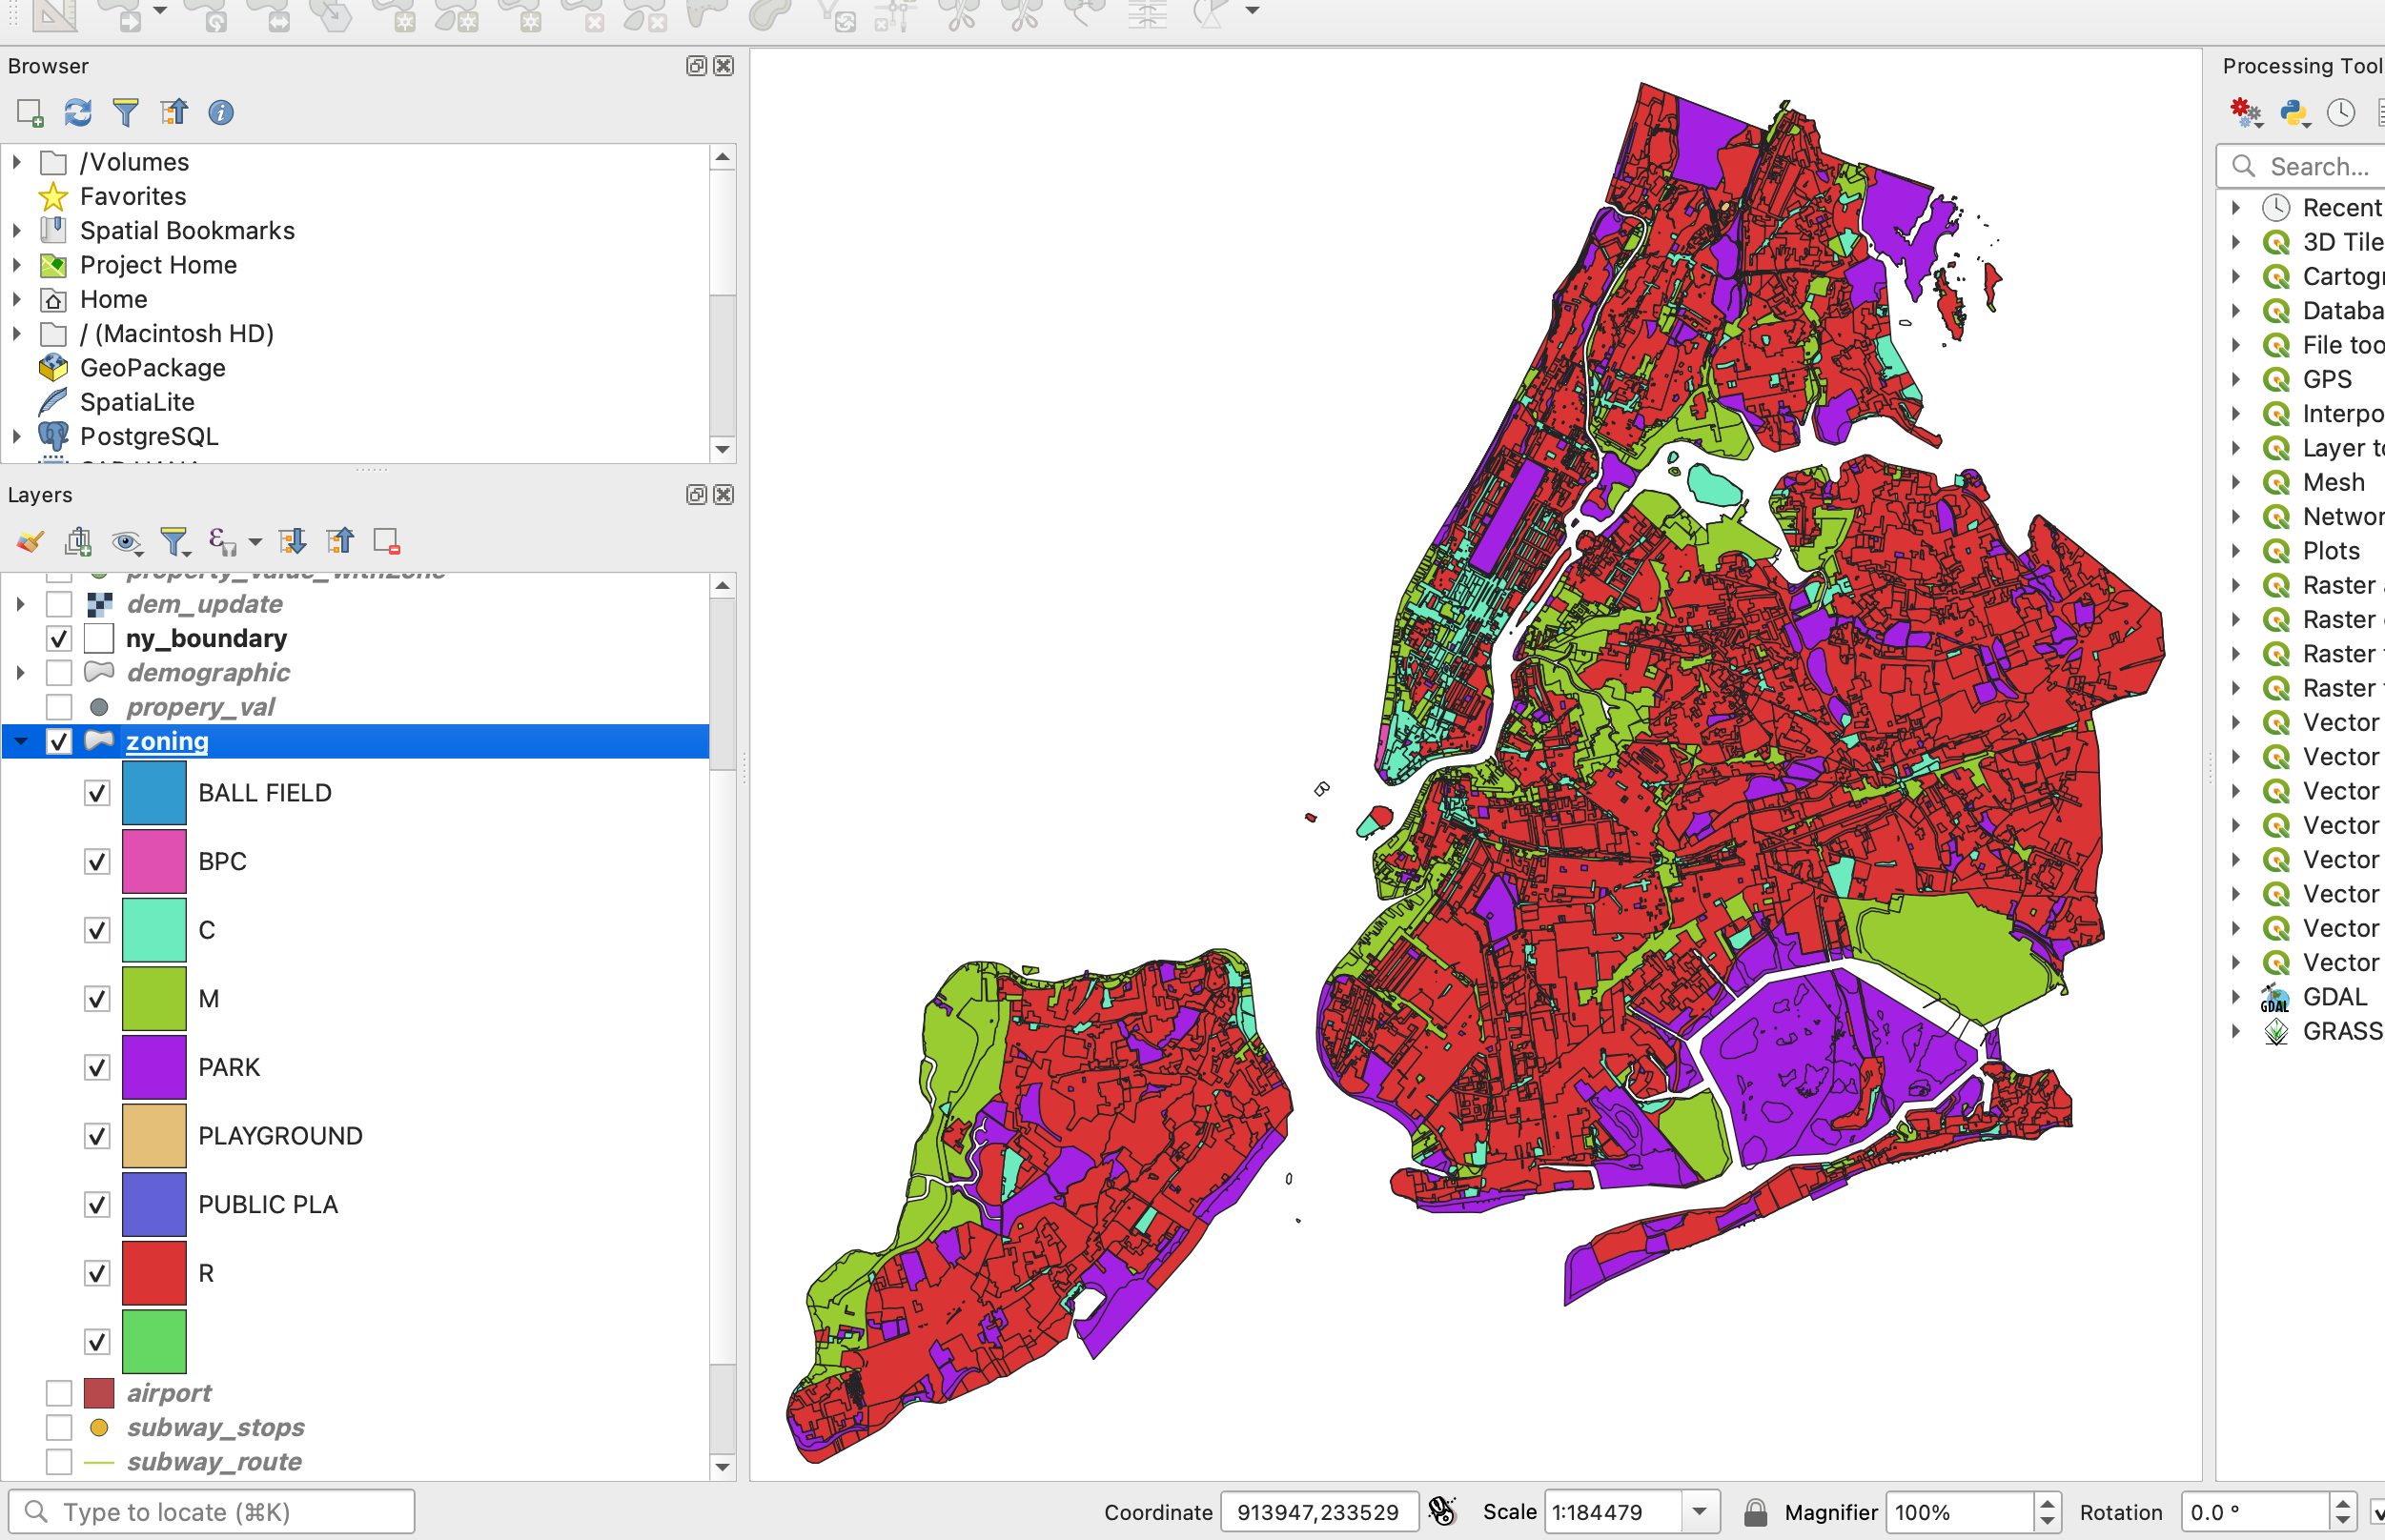 Browser
/Volumes
Favorites
Spatial Bookmarks
Project Home
Home
/ (Macintosh HD)
GeoPackage
SpatiaLite
PostgreSQL
Layers
property_value_withzone
dem_update
ny_boundary
demographic
propery_val
zoning
BALL FIELD
BPC
C
M
PARK
PLAYGROUND
PUBLIC PLA
R
airport
subway_stops
subway_route
Type to locate (⌘K)
Coordinate 913947,233529 Scale 1:184479 Magnifier 100% Rotation 0.0 °
Processing Tool
Search...
Recent
3D Tile
Cartogr
Databa
File too
GPS
Interpo
Layer to
Mesh
Networ
Plots
Raster
Raster
Raster
Raster
Vector
Vector
Vector
Vector
Vector
Vector
Vector
Vector
GDAL
GRASS